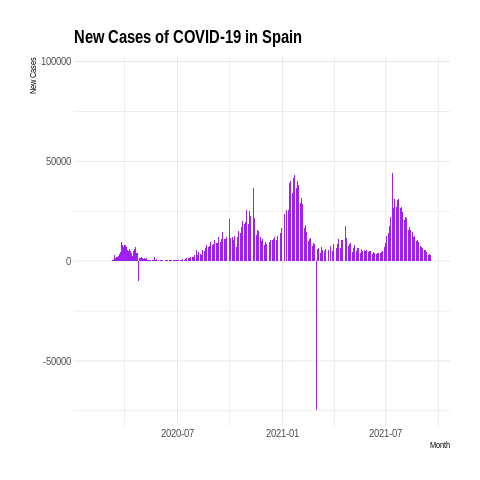 New Cases of COVID-19 in Spain
New Cases
100000
50000
0
-50000
2020-07
2021-01
2021-07
Month